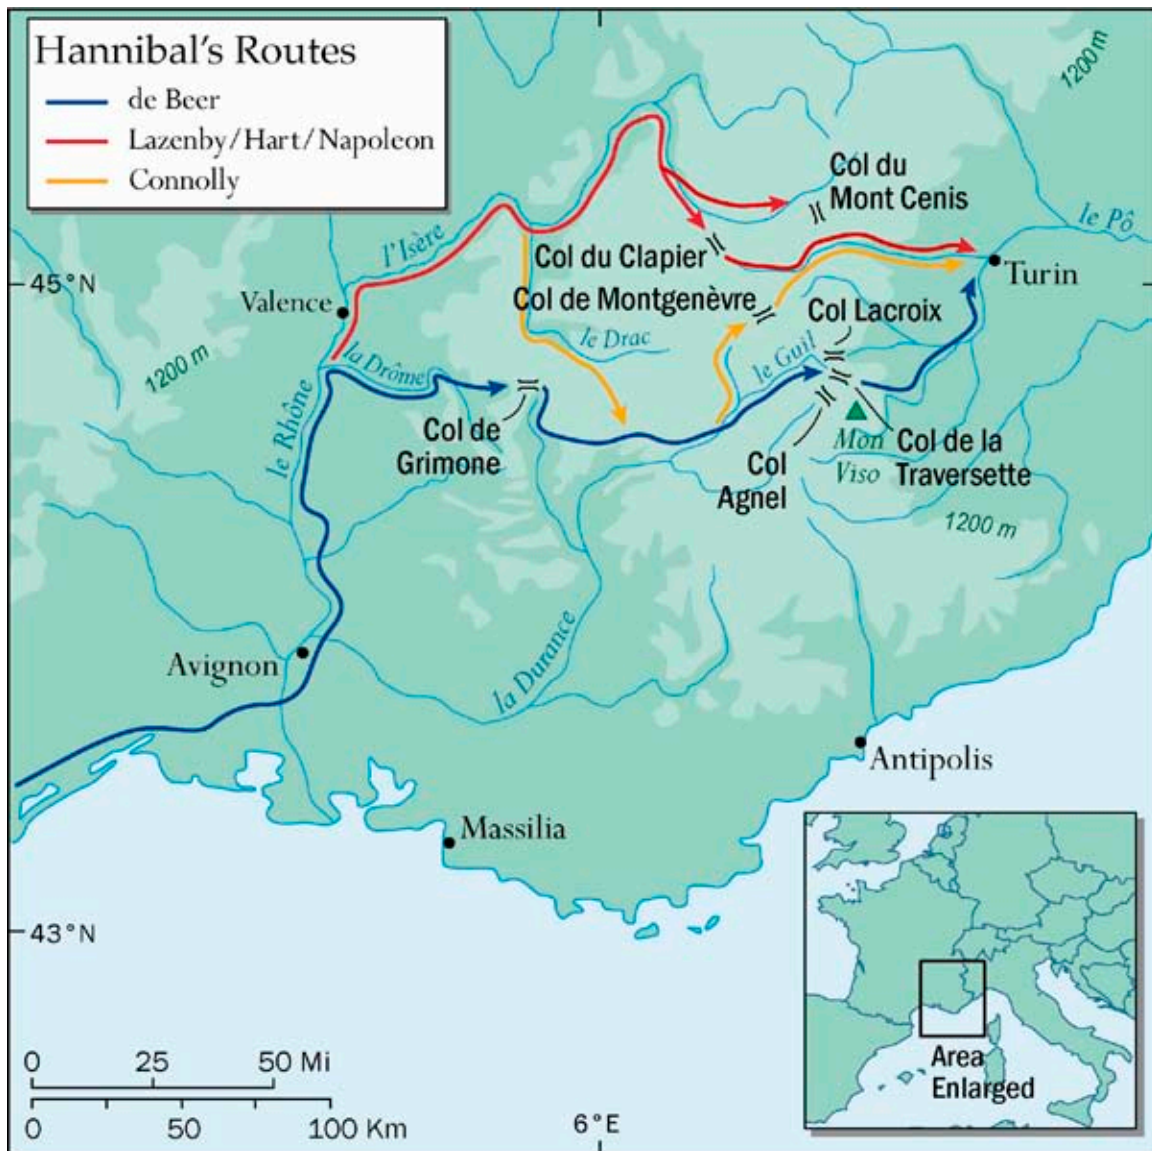 Hannibal's Routes
de Beer
Lazenby/Hart/Napoleon
Connolly
1200 m
Col du
Mont Cenis
le Pô
l'Isère
Col du Clapier
Turin
45°N
Valence
Col de Montgenèvre
Col Lacroix
1200 m
la Drôme
le Drac
le Guil
le Rhône
Col de
Grimone
Mon
Viso
Col de la
Traversette
Col
Agnel
1200 m
la Durance
Avignon
Antipolis
Massilia
43°N
0 25 50 Mi
0 50 100 Km
6°E
Area
Enlarged